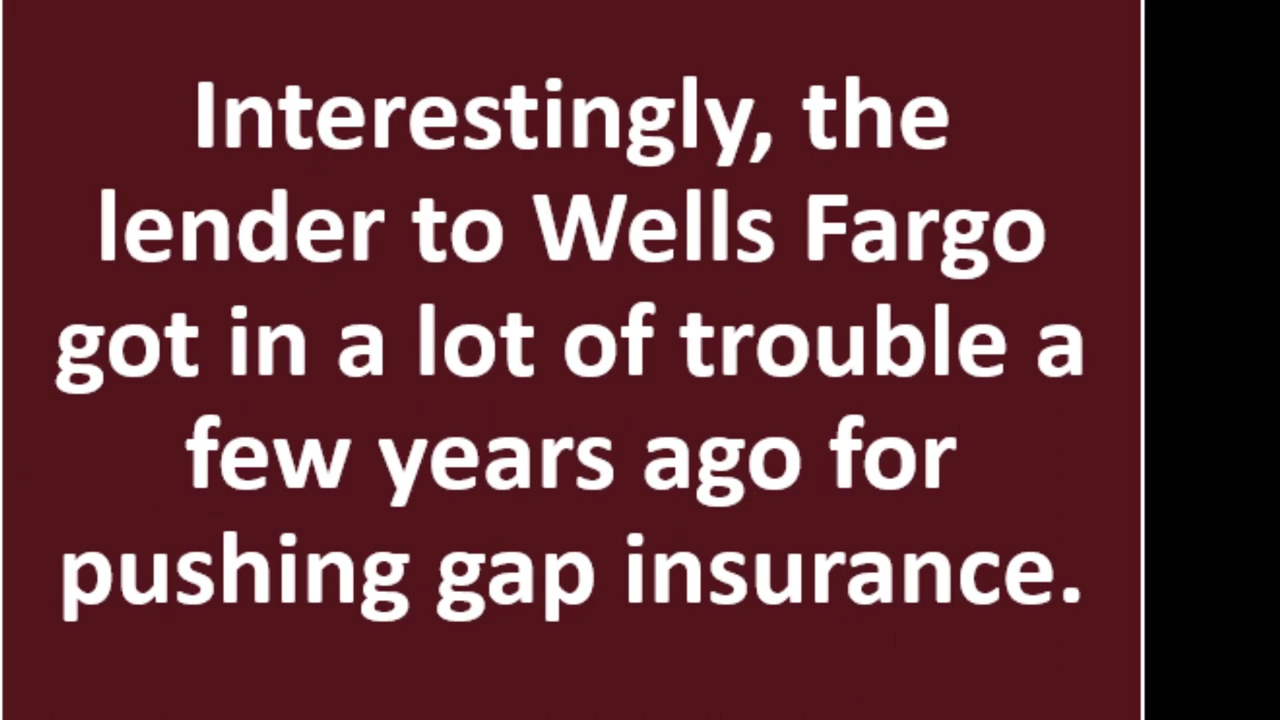 Interestingly, the
lender to Wells Fargo
got in a lot of trouble a
few years ago for
pushing gap insurance.